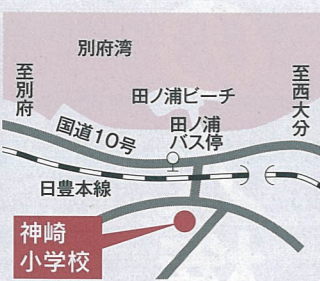 別府湾
至別府
田ノ浦ビーチ
至西大分
田ノ浦
バス停
国道10号
日豊本線
神崎
小学校